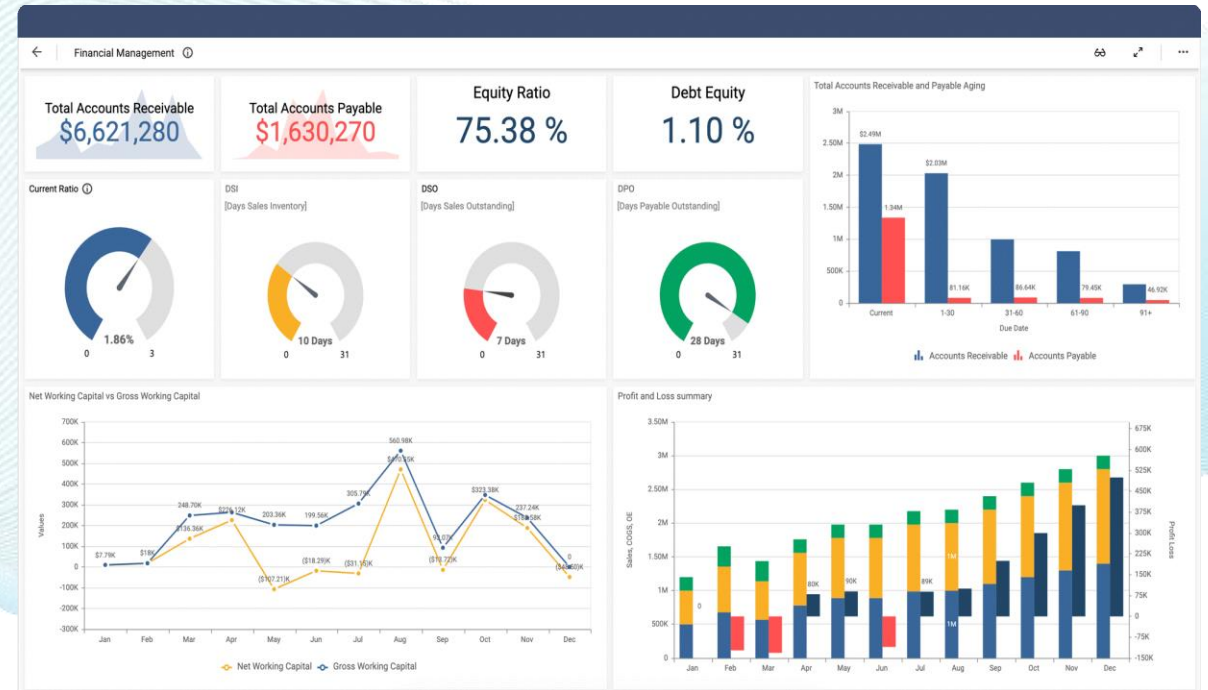 Financial Management
Total Accounts Receivable
$6,621,280
Total Accounts Payable
$1,630,270
Equity Ratio
75.38 %
Debt Equity
1.10 %
Total Accounts Receivable and Payable Aging
3M
2.50M
2M
1.50M
1M
500K
0
$2.49M
1.34M
$2.03M
81.16K
86.64K
79.45K
46.92K
Current
1-30
31-60
61-90
91+
Due Date
Accounts Receivable
Accounts Payable
Current Ratio
1.86%
0
3
DSI
[Days Sales Inventory]
10 Days
0
31
DSO
[Days Sales Outstanding]
7 Days
0
31
DPO
[Days Payable Outstanding]
28 Days
0
31
Net Working Capital vs Gross Working Capital
Values
700K
600K
500K
400K
300K
200K
100K
0
-100K
-200K
-300K
$7.79K
$18K
248.70K
$136.36K
203.36K
($107.21)K
199.56K
($18.29)K
305.79K
560.98K
$323.38K
237.24K
0
Jan
Feb
Mar
Apr
May
Jun
Jul
Aug
Sep
Oct
Nov
Dec
Net Working Capital
Gross Working Capital
Profit and Loss summary
Sales, COGS, OE
3.50M
3M
2.50M
2M
1.50M
1M
500K
0
0
80K
90K
89K
1M
1M
Jan
Feb
Mar
Apr
May
Jun
Jul
Aug
Sep
Oct
Nov
Dec
675K
600K
525K
450K
375K
300K
225K
150K
75K
0
-75K
-150K
Profit Loss